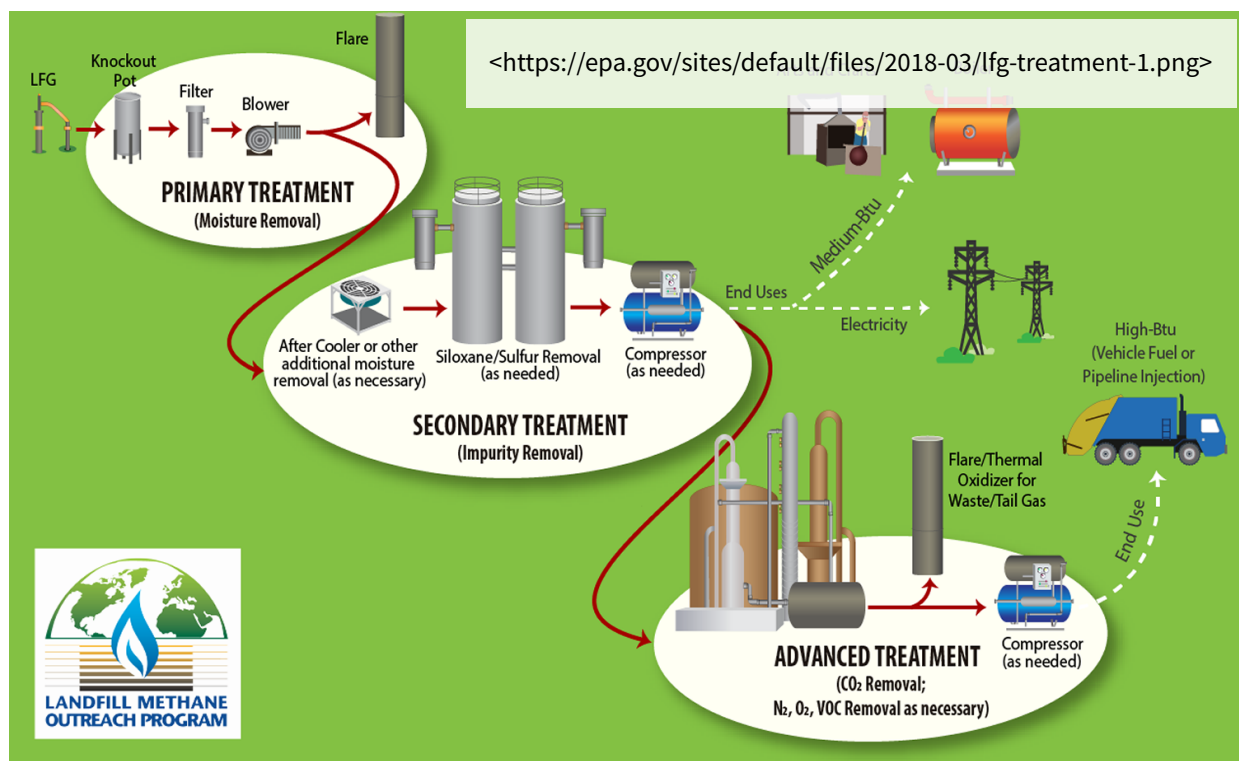 <https://epa.gov/sites/default/files/2018-03/lfg-treatment-1.png>
Flare
Knockout
Pot
LFG
Filter
Blower
PRIMARY TREATMENT
(Moisture Removal)
Medium-Btu
End Uses
Electricity
After Cooler or other
additional moisture
removal (as necessary)
Siloxane/Sulfur Removal
(as needed)
Compressor
(as needed)
SECONDARY TREATMENT
(Impurity Removal)
High-Btu
(Vehicle Fuel or
Pipeline Injection)
Flare/Thermal
Oxidizer for
Waste/Tail Gas
End Use
Compressor
(as needed)
ADVANCED TREATMENT
(CO₂ Removal;
N₂, O₂, VOC Removal as necessary)
LANDFILL METHANE
OUTREACH PROGRAM